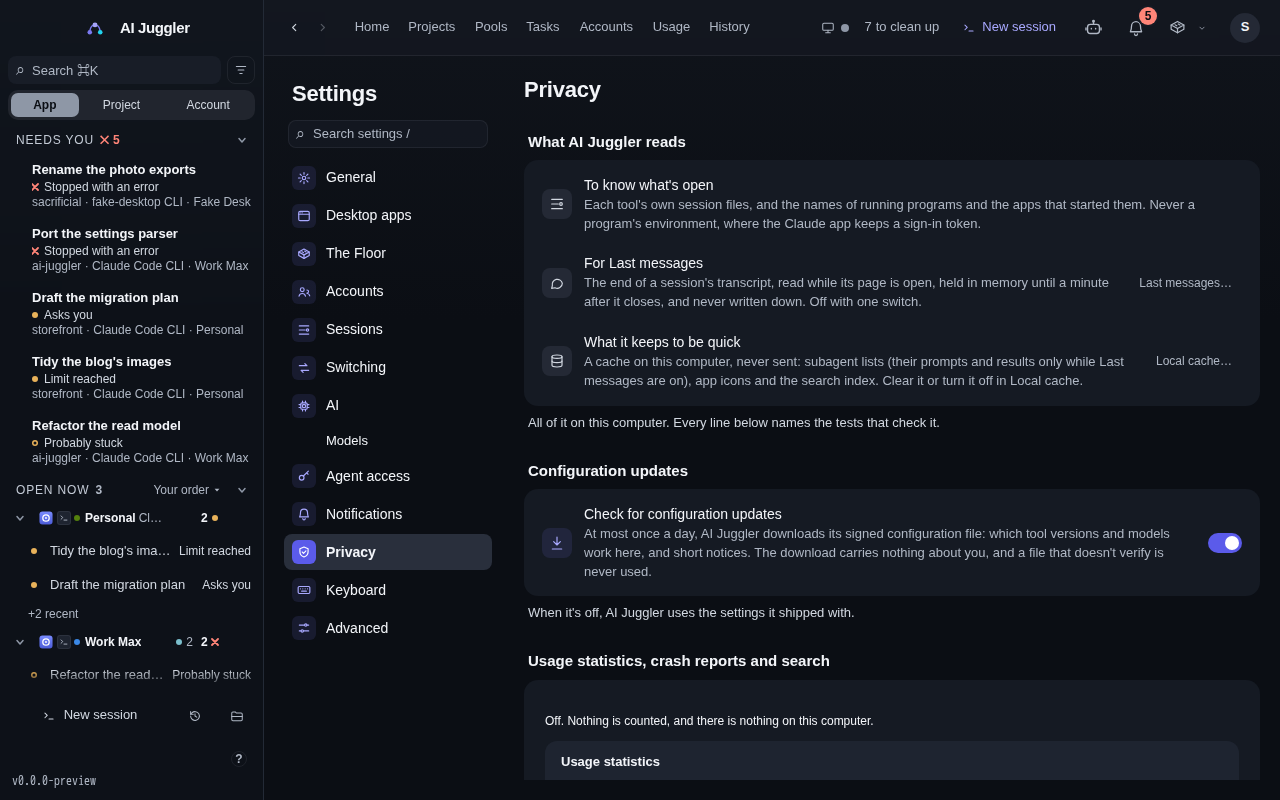 AI Juggler
Search ⌘K
App
Project
Account
NEEDS YOU
5
Rename the photo exports
Stopped with an error
sacrificial · fake-desktop CLI · Fake Desk
Port the settings parser
Stopped with an error
ai-juggler · Claude Code CLI · Work Max
Draft the migration plan
Asks you
storefront · Claude Code CLI · Personal
Tidy the blog's images
Limit reached
storefront · Claude Code CLI · Personal
Refactor the read model
Probably stuck
ai-juggler · Claude Code CLI · Work Max
OPEN NOW 3
Your order
Personal Cl…
2
Tidy the blog's ima…
Limit reached
Draft the migration plan
Asks you
+2 recent
Work Max
2
2
Refactor the read…
Probably stuck
New session
?
v0.0.0-preview
Home
Projects
Pools
Tasks
Accounts
Usage
History
7 to clean up
New session
5
S
Settings
Search settings /
General
Desktop apps
The Floor
Accounts
Sessions
Switching
AI
Models
Agent access
Notifications
Privacy
Keyboard
Advanced
Privacy
What AI Juggler reads
To know what's open
Each tool's own session files, and the names of running programs and the apps that started them. Never a
program's environment, where the Claude app keeps a sign-in token.
For Last messages
The end of a session's transcript, read while its page is open, held in memory until a minute
after it closes, and never written down. Off with one switch.
Last messages…
What it keeps to be quick
A cache on this computer, never sent: subagent lists (their prompts and results only while Last
messages are on), app icons and the search index. Clear it or turn it off in Local cache.
Local cache…
All of it on this computer. Every line below names the tests that check it.
Configuration updates
Check for configuration updates
At most once a day, AI Juggler downloads its signed configuration file: which tool versions and models
work here, and short notices. The download carries nothing about you, and a file that doesn't verify is
never used.
When it's off, AI Juggler uses the settings it shipped with.
Usage statistics, crash reports and search
Off. Nothing is counted, and there is nothing on this computer.
Usage statistics